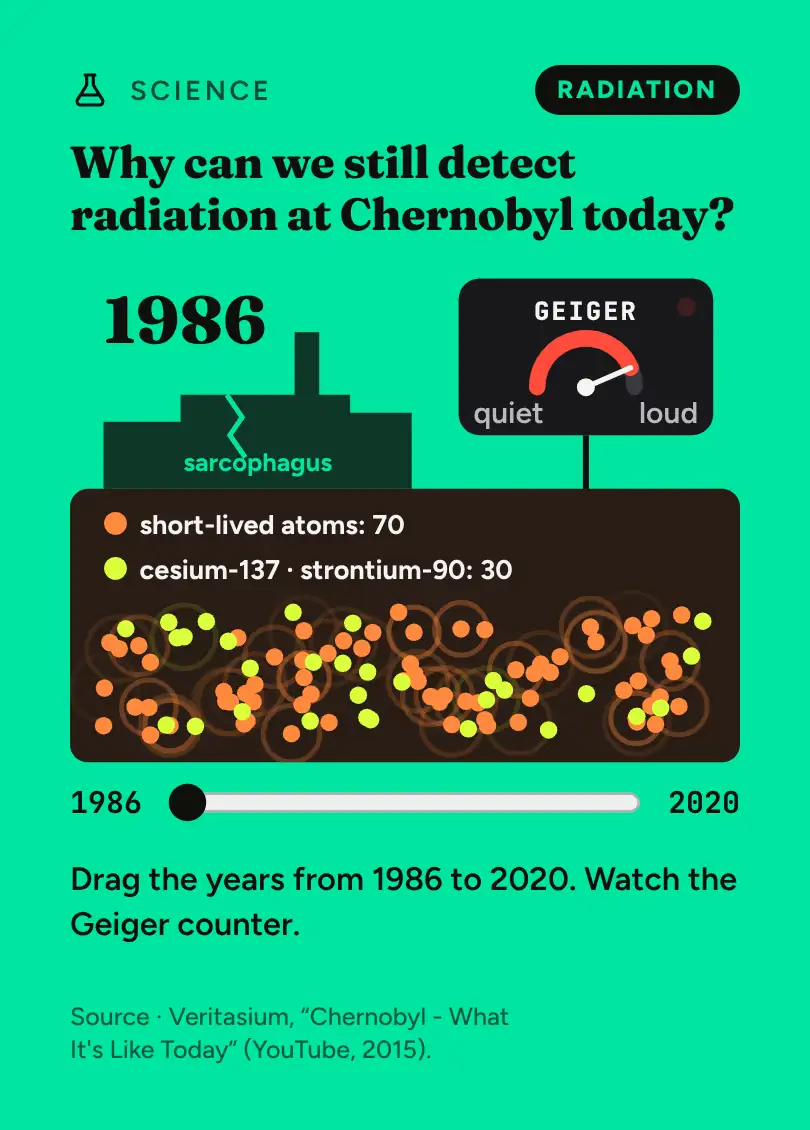 SCIENCE
RADIATION
Why can we still detect
radiation at Chernobyl today?
1986
GEIGER
quiet
loud
sarcophagus
short-lived atoms: 70
cesium-137 · strontium-90: 30
1986
2020
Drag the years from 1986 to 2020. Watch the
Geiger counter.
Source · Veritasium, “Chernobyl - What
It's Like Today” (YouTube, 2015).